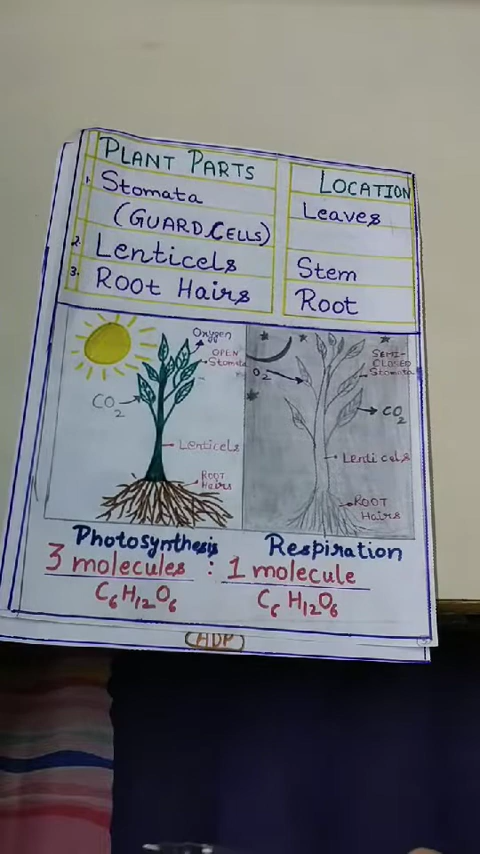 PLANT PARTS
LOCATION
1. Stomata
(GUARD CELLS)
Leaves
2. Lenticels
Stem
3. Root Hairs
Root
Oxygen
OPEN
Stomata
CO2
Lenticels
ROOT
Hairs
SEMI-
CLOSED
Stomata
O2
CO2
Lenticels
ROOT
Hairs
Photosynthesis
3 molecules
C6H12O6
:
Respiration
1 molecule
C6H12O6
ADP